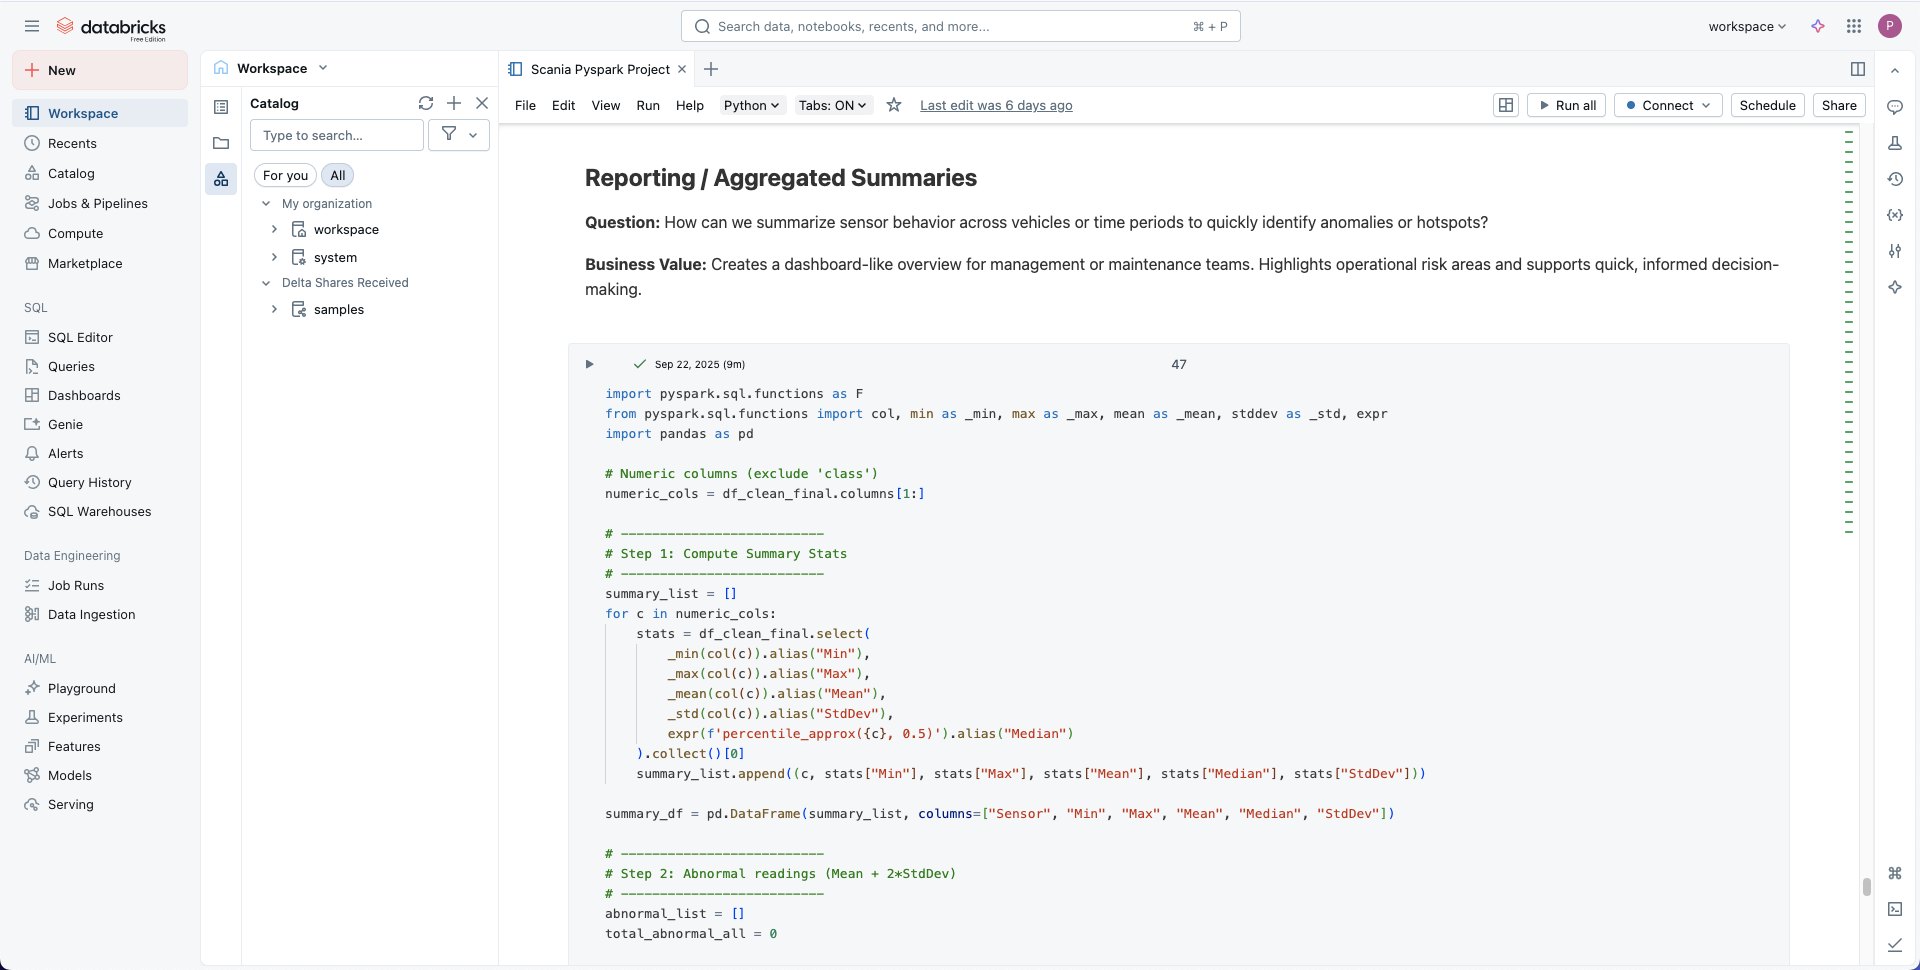 databricks
Free Edition
Search data, notebooks, recents, and more...
⌘ + P
workspace
P
New
Workspace
Recents
Catalog
Jobs & Pipelines
Compute
Marketplace
SQL
SQL Editor
Queries
Dashboards
Genie
Alerts
Query History
SQL Warehouses
Data Engineering
Job Runs
Data Ingestion
AI/ML
Playground
Experiments
Features
Models
Serving
Workspace
Catalog
Type to search...
For you
All
My organization
workspace
system
Delta Shares Received
samples
Scania Pyspark Project
File Edit View Run Help Python Tabs: ON Last edit was 6 days ago
Run all
Connect
Schedule
Share
Reporting / Aggregated Summaries
Question: How can we summarize sensor behavior across vehicles or time periods to quickly identify anomalies or hotspots?
Business Value: Creates a dashboard-like overview for management or maintenance teams. Highlights operational risk areas and supports quick, informed decision-
making.
Sep 22, 2025 (9m)
47
import pyspark.sql.functions as F
from pyspark.sql.functions import col, min as _min, max as _max, mean as _mean, stddev as _std, expr
import pandas as pd
# Numeric columns (exclude 'class')
numeric_cols = df_clean_final.columns[1:]
# --------------------------
# Step 1: Compute Summary Stats
# --------------------------
summary_list = []
for c in numeric_cols:
    stats = df_clean_final.select(
        _min(col(c)).alias("Min"),
        _max(col(c)).alias("Max"),
        _mean(col(c)).alias("Mean"),
        _std(col(c)).alias("StdDev"),
        expr(f'percentile_approx({c}, 0.5)').alias("Median")
    ).collect()[0]
    summary_list.append((c, stats["Min"], stats["Max"], stats["Mean"], stats["Median"], stats["StdDev"]))
summary_df = pd.DataFrame(summary_list, columns=["Sensor", "Min", "Max", "Mean", "Median", "StdDev"])
# --------------------------
# Step 2: Abnormal readings (Mean + 2*StdDev)
# --------------------------
abnormal_list = []
total_abnormal_all = 0